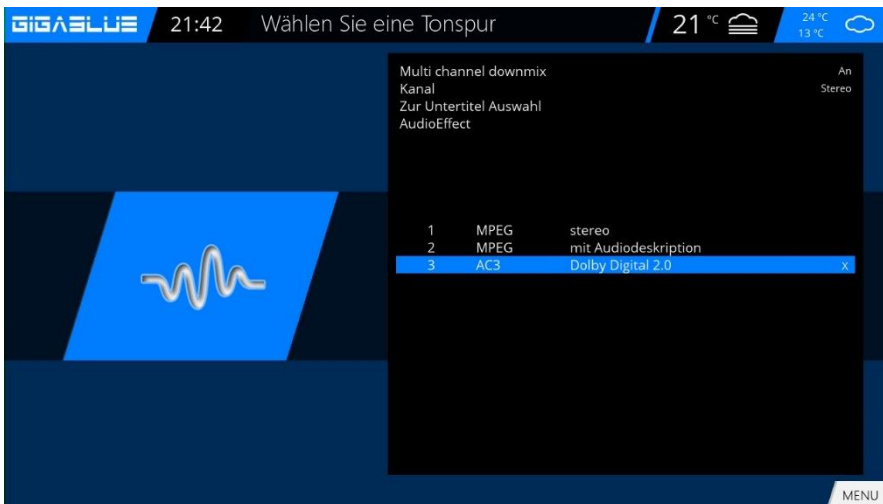 GIGABLUE 21:42 Wählen Sie eine Tonspur 21 °C 24 °C
13 °C
Multi channel downmix An
Kanal Stereo
Zur Untertitel Auswahl
AudioEffect
1 MPEG stereo
2 MPEG mit Audiodeskription
3 AC3 Dolby Digital 2.0 x
MENU